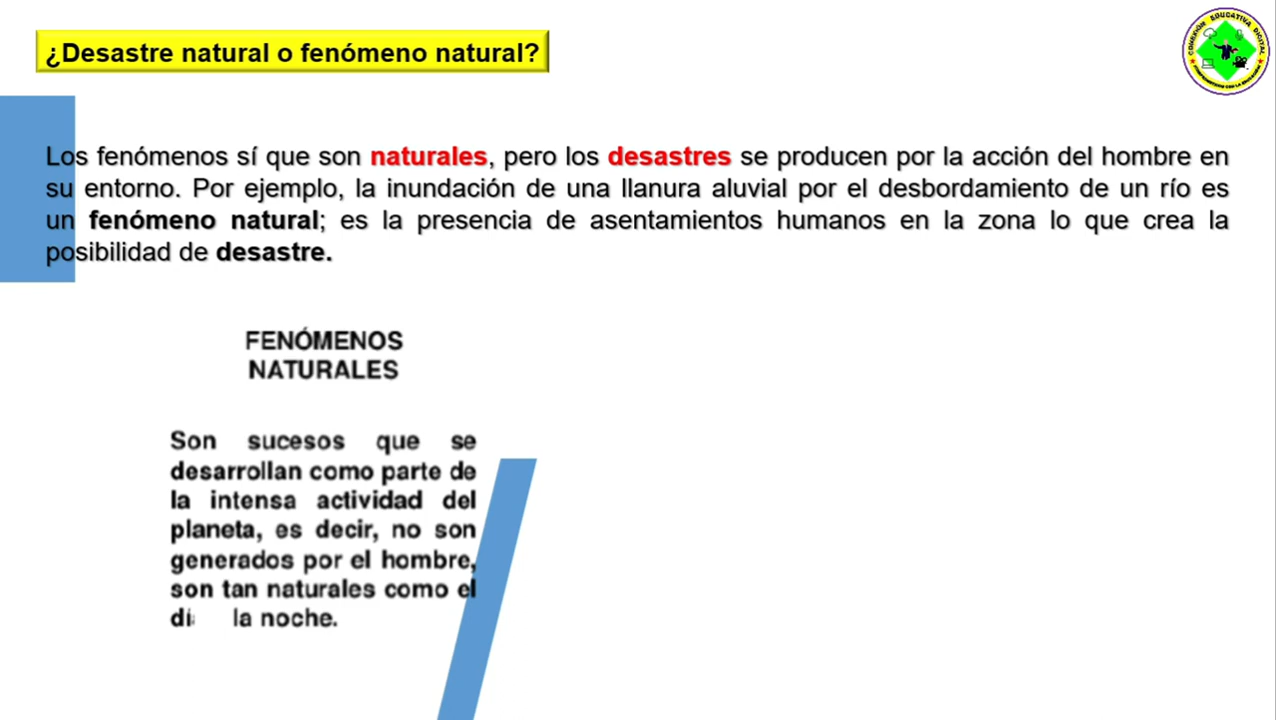 ¿Desastre natural o fenómeno natural?
CONEXIÓN EDUCATIVA DIGITAL
Los fenómenos sí que son naturales, pero los desastres se producen por la acción del hombre en
su entorno. Por ejemplo, la inundación de una llanura aluvial por el desbordamiento de un río es
un fenómeno natural; es la presencia de asentamientos humanos en la zona lo que crea la
posibilidad de desastre.
FENÓMENOS
NATURALES
Son sucesos que se
desarrollan como parte de
la intensa actividad del
planeta, es decir, no son
generados por el hombre,
son tan naturales como el
la noche.